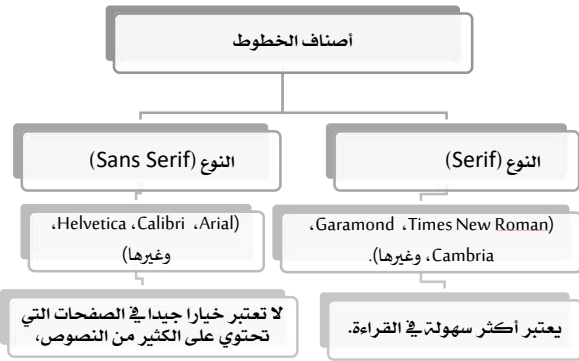 أصناف الخطوط
النوع (Serif)
النوع (Sans Serif)
(Garamond ،Times New Roman،
Cambria، وغيرها).
(Helvetica ،Calibri ،Arial،
وغيرها)
يعتبر أكثر سهولة في القراءة.
لا تعتبر خيارا جيدا في الصفحات التي
تحتوي على الكثير من النصوص،